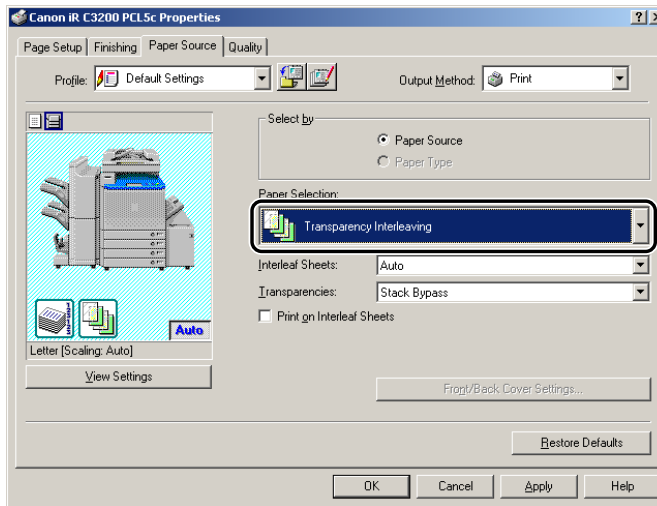 Canon iR C3200 PCL5c Properties
Page Setup Finishing Paper Source Quality
Profile: Default Settings Output Method: Print
Select by
Paper Source
Paper Type
Paper Selection:
Transparency Interleaving
Interleaf Sheets: Auto
Transparencies: Stack Bypass
Print on Interleaf Sheets
Auto
Letter [Scaling: Auto]
View Settings
Front/Back Cover Settings...
Restore Defaults
OK Cancel Apply Help